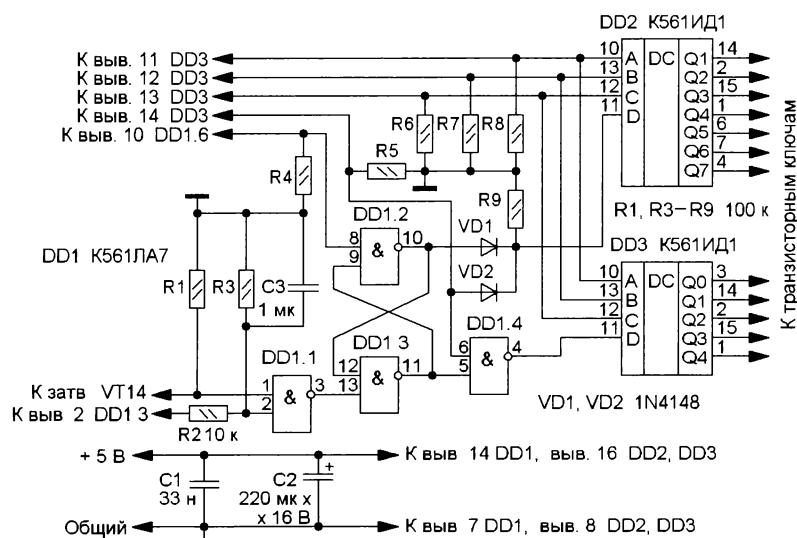 DD2 К561ИД1
К выв. 11 DD3
К выв. 12 DD3
К выв. 13 DD3
К выв. 14 DD3
К выв. 10 DD1.6
10 A DC Q1 14
13 B Q2 2
12 C Q3 15
11 D Q4 1
Q5 6
Q6 7
Q7 4
R6 R7 R8
R5
R4
R9
R1, R3–R9 100 к
DD1.2
DD3 К561ИД1
К транзисторным ключам
DD1 К561ЛА7
8 & 10
9
VD1
VD2
R1 R3 C3
1 мк
10 A DC Q0 3
13 B Q1 14
12 C Q2 2
11 D Q3 15
Q4 1
DD1.4
6 & 4
5
DD1.1
DD1 3
12 & 11
13
К затв VT14
1 & 3
2
К выв 2 DD1 3
R2 10 к
VD1, VD2 1N4148
+ 5 В
К выв 14 DD1, выв. 16 DD2, DD3
C1
33 н
C2 +
220 мк х
х 16 В
Общий
К выв 7 DD1, выв. 8 DD2, DD3